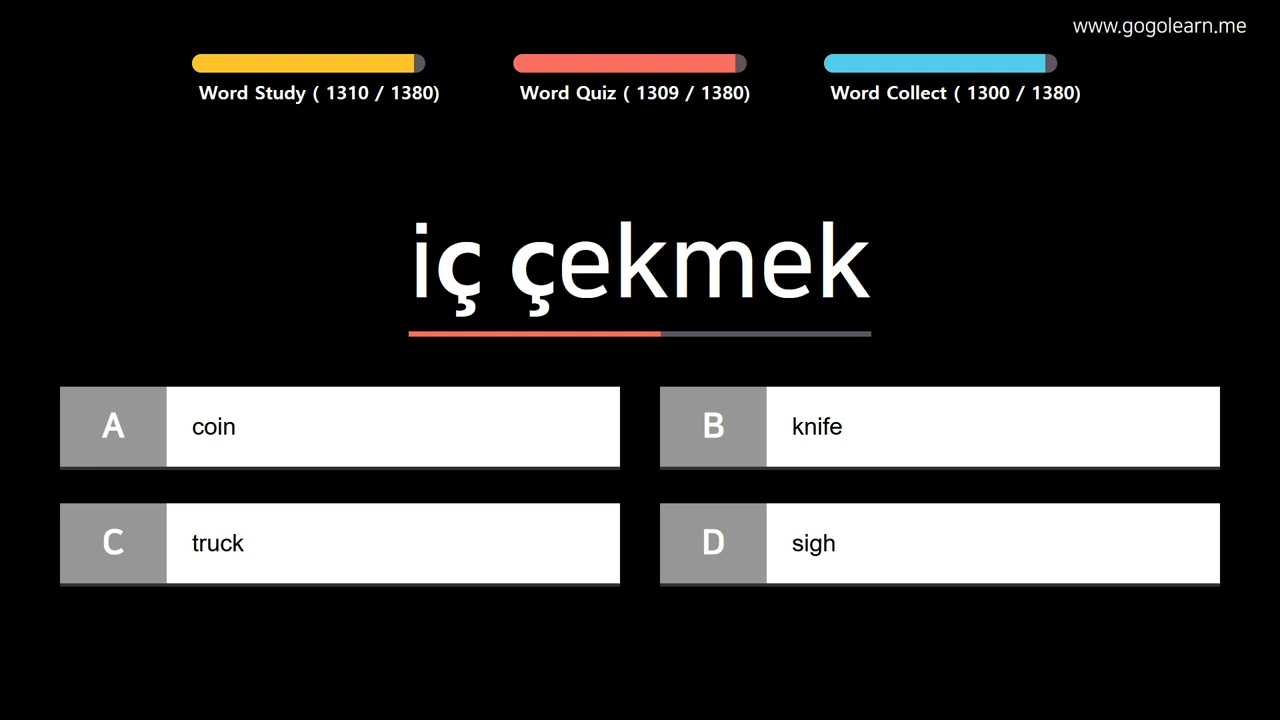 www.gogolearn.me
Word Study ( 1310 / 1380)
Word Quiz ( 1309 / 1380)
Word Collect ( 1300 / 1380)
iç çekmek
A coin
B knife
C truck
D sigh